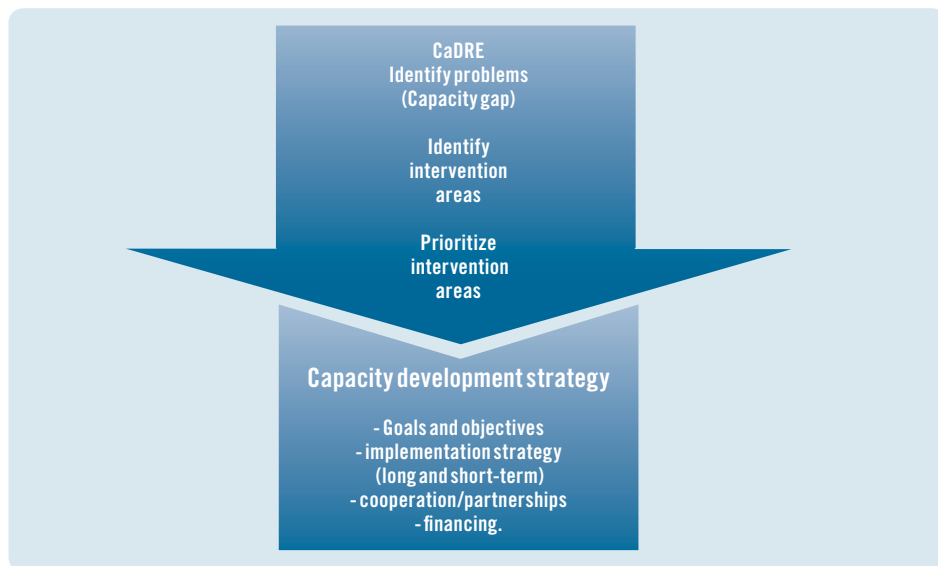 CaDRE
Identify problems
(Capacity gap)
Identify
intervention
areas
Prioritize
intervention
areas
Capacity development strategy
- Goals and objectives
- implementation strategy
(long and short-term)
- cooperation/partnerships
- financing.